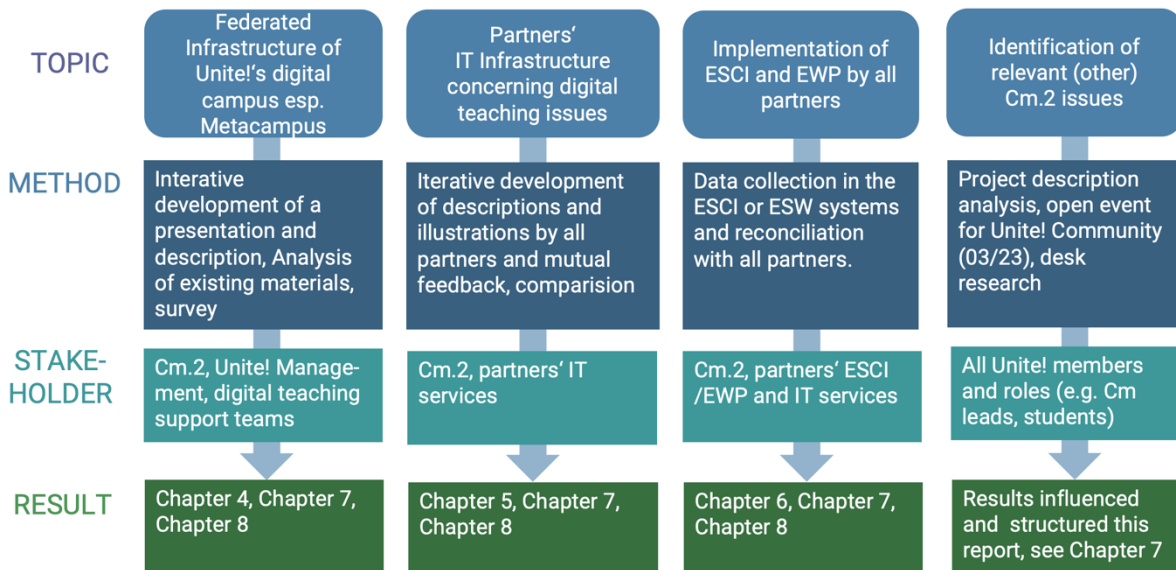 TOPIC
Federated
Infrastructure of
Unite!‘s digital
campus esp.
Metacampus
Partners‘
IT Infrastructure
concerning digital
teaching issues
Implementation of
ESCI and EWP by all
partners
Identification of
relevant (other)
Cm.2 issues
METHOD
Interative
development of a
presentation and
description, Analysis
of existing materials,
survey
Iterative development
of descriptions and
illustrations by all
partners and mutual
feedback, comparision
Data collection in the
ESCI or ESW systems
and reconciliation
with all partners.
Project description
analysis, open event
for Unite! Community
(03/23), desk
research
STAKE-
HOLDER
Cm.2, Unite! Manage-
ment, digital teaching
support teams
Cm.2, partners‘ IT
services
Cm.2, partners‘ ESCI
/EWP and IT services
All Unite! members
and roles (e.g. Cm
leads, students)
RESULT
Chapter 4, Chapter 7,
Chapter 8
Chapter 5, Chapter 7,
Chapter 8
Chapter 6, Chapter 7,
Chapter 8
Results influenced
and structured this
report, see Chapter 7